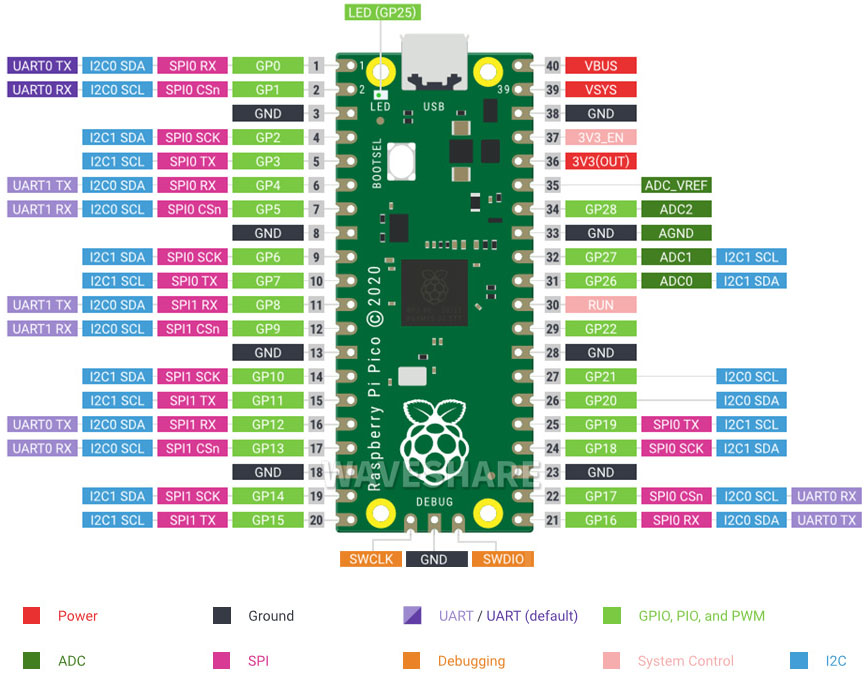 LED (GP25)
UART0 TX I2C0 SDA SPI0 RX GP0 1 1 40 VBUS
UART0 RX I2C0 SCL SPI0 CSn GP1 2 2 LED USB 39 39 VSYS
GND 3 38 GND
I2C1 SDA SPI0 SCK GP2 4 37 3V3_EN
I2C1 SCL SPI0 TX GP3 5 BOOTSEL 36 3V3(OUT)
UART1 TX I2C0 SDA SPI0 RX GP4 6 35 ADC_VREF
UART1 RX I2C0 SCL SPI0 CSn GP5 7 34 GP28 ADC2
GND 8 33 GND AGND
I2C1 SDA SPI0 SCK GP6 9 32 GP27 ADC1 I2C1 SCL
I2C1 SCL SPI0 TX GP7 10 31 GP26 ADC0 I2C1 SDA
UART1 TX I2C0 SDA SPI1 RX GP8 11 30 RUN
UART1 RX I2C0 SCL SPI1 CSn GP9 12 29 GP22
GND 13 28 GND
I2C1 SDA SPI1 SCK GP10 14 27 GP21 I2C0 SCL
I2C1 SCL SPI1 TX GP11 15 26 GP20 I2C0 SDA
UART0 TX I2C0 SDA SPI1 RX GP12 16 25 GP19 SPI0 TX I2C1 SCL
UART0 RX I2C0 SCL SPI1 CSn GP13 17 24 GP18 SPI0 SCK I2C1 SDA
GND 18 23 GND
I2C1 SDA SPI1 SCK GP14 19 22 GP17 SPI0 CSn I2C0 SCL UART0 RX
I2C1 SCL SPI1 TX GP15 20 21 GP16 SPI0 RX I2C0 SDA UART0 TX
Raspberry Pi Pico © 2020
WAVESHARE
DEBUG
SWCLK GND SWDIO
Power Ground UART / UART (default) GPIO, PIO, and PWM
ADC SPI Debugging System Control I2C